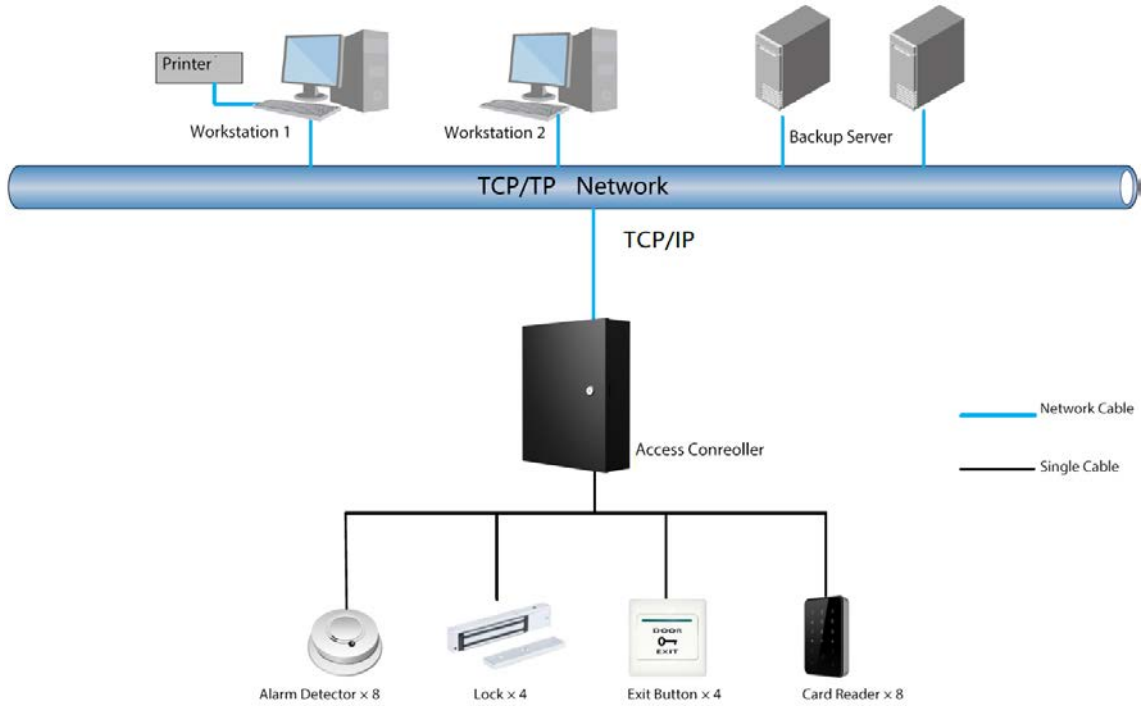 Printer
Workstation 1
Workstation 2
Backup Server
TCP/TP Network
TCP/IP
Access Conreoller
Network Cable
Single Cable
DOOR
EXIT
Alarm Detector × 8
Lock × 4
Exit Button × 4
Card Reader × 8